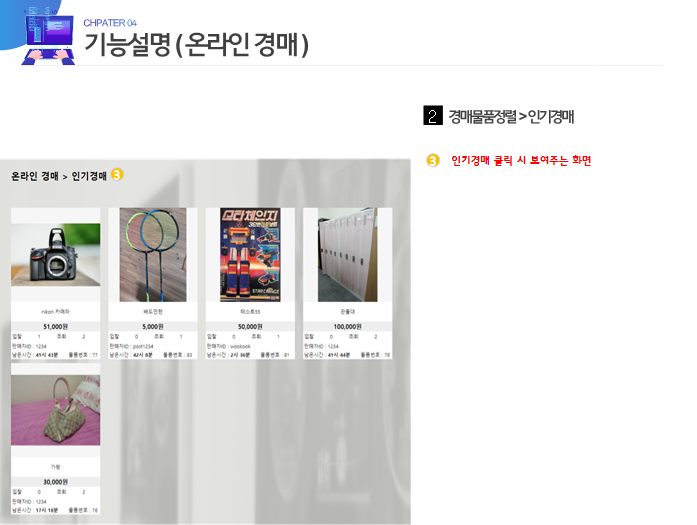 CHPATER 04
기능설명 ( 온라인 경매 )
2 경매물품정렬 > 인기경매
3 인기경매 클릭 시 보여주는 화면
온라인 경매 > 인기경매 3
nikon 카메라
51,000원
입찰 1 조회 2
판매자ID : 1234
남은시간 : 41시 43분 물품번호 : 77
배드민턴
5,000원
입찰 0 조회 1
판매자ID : post1234
남은시간 : 42시 8분 물품번호 : 83
테스트55
50,000원
입찰 0 조회 1
판매자ID : wookook
남은시간 : 2시 36분 물품번호 : 81
관물대
100,000원
입찰 0 조회 2
판매자ID : 1234
남은시간 : 41시 44분 물품번호 : 78
가방
30,000원
입찰 0 조회 2
판매자ID : 1234
남은시간 : 17시 18분 물품번호 : 76